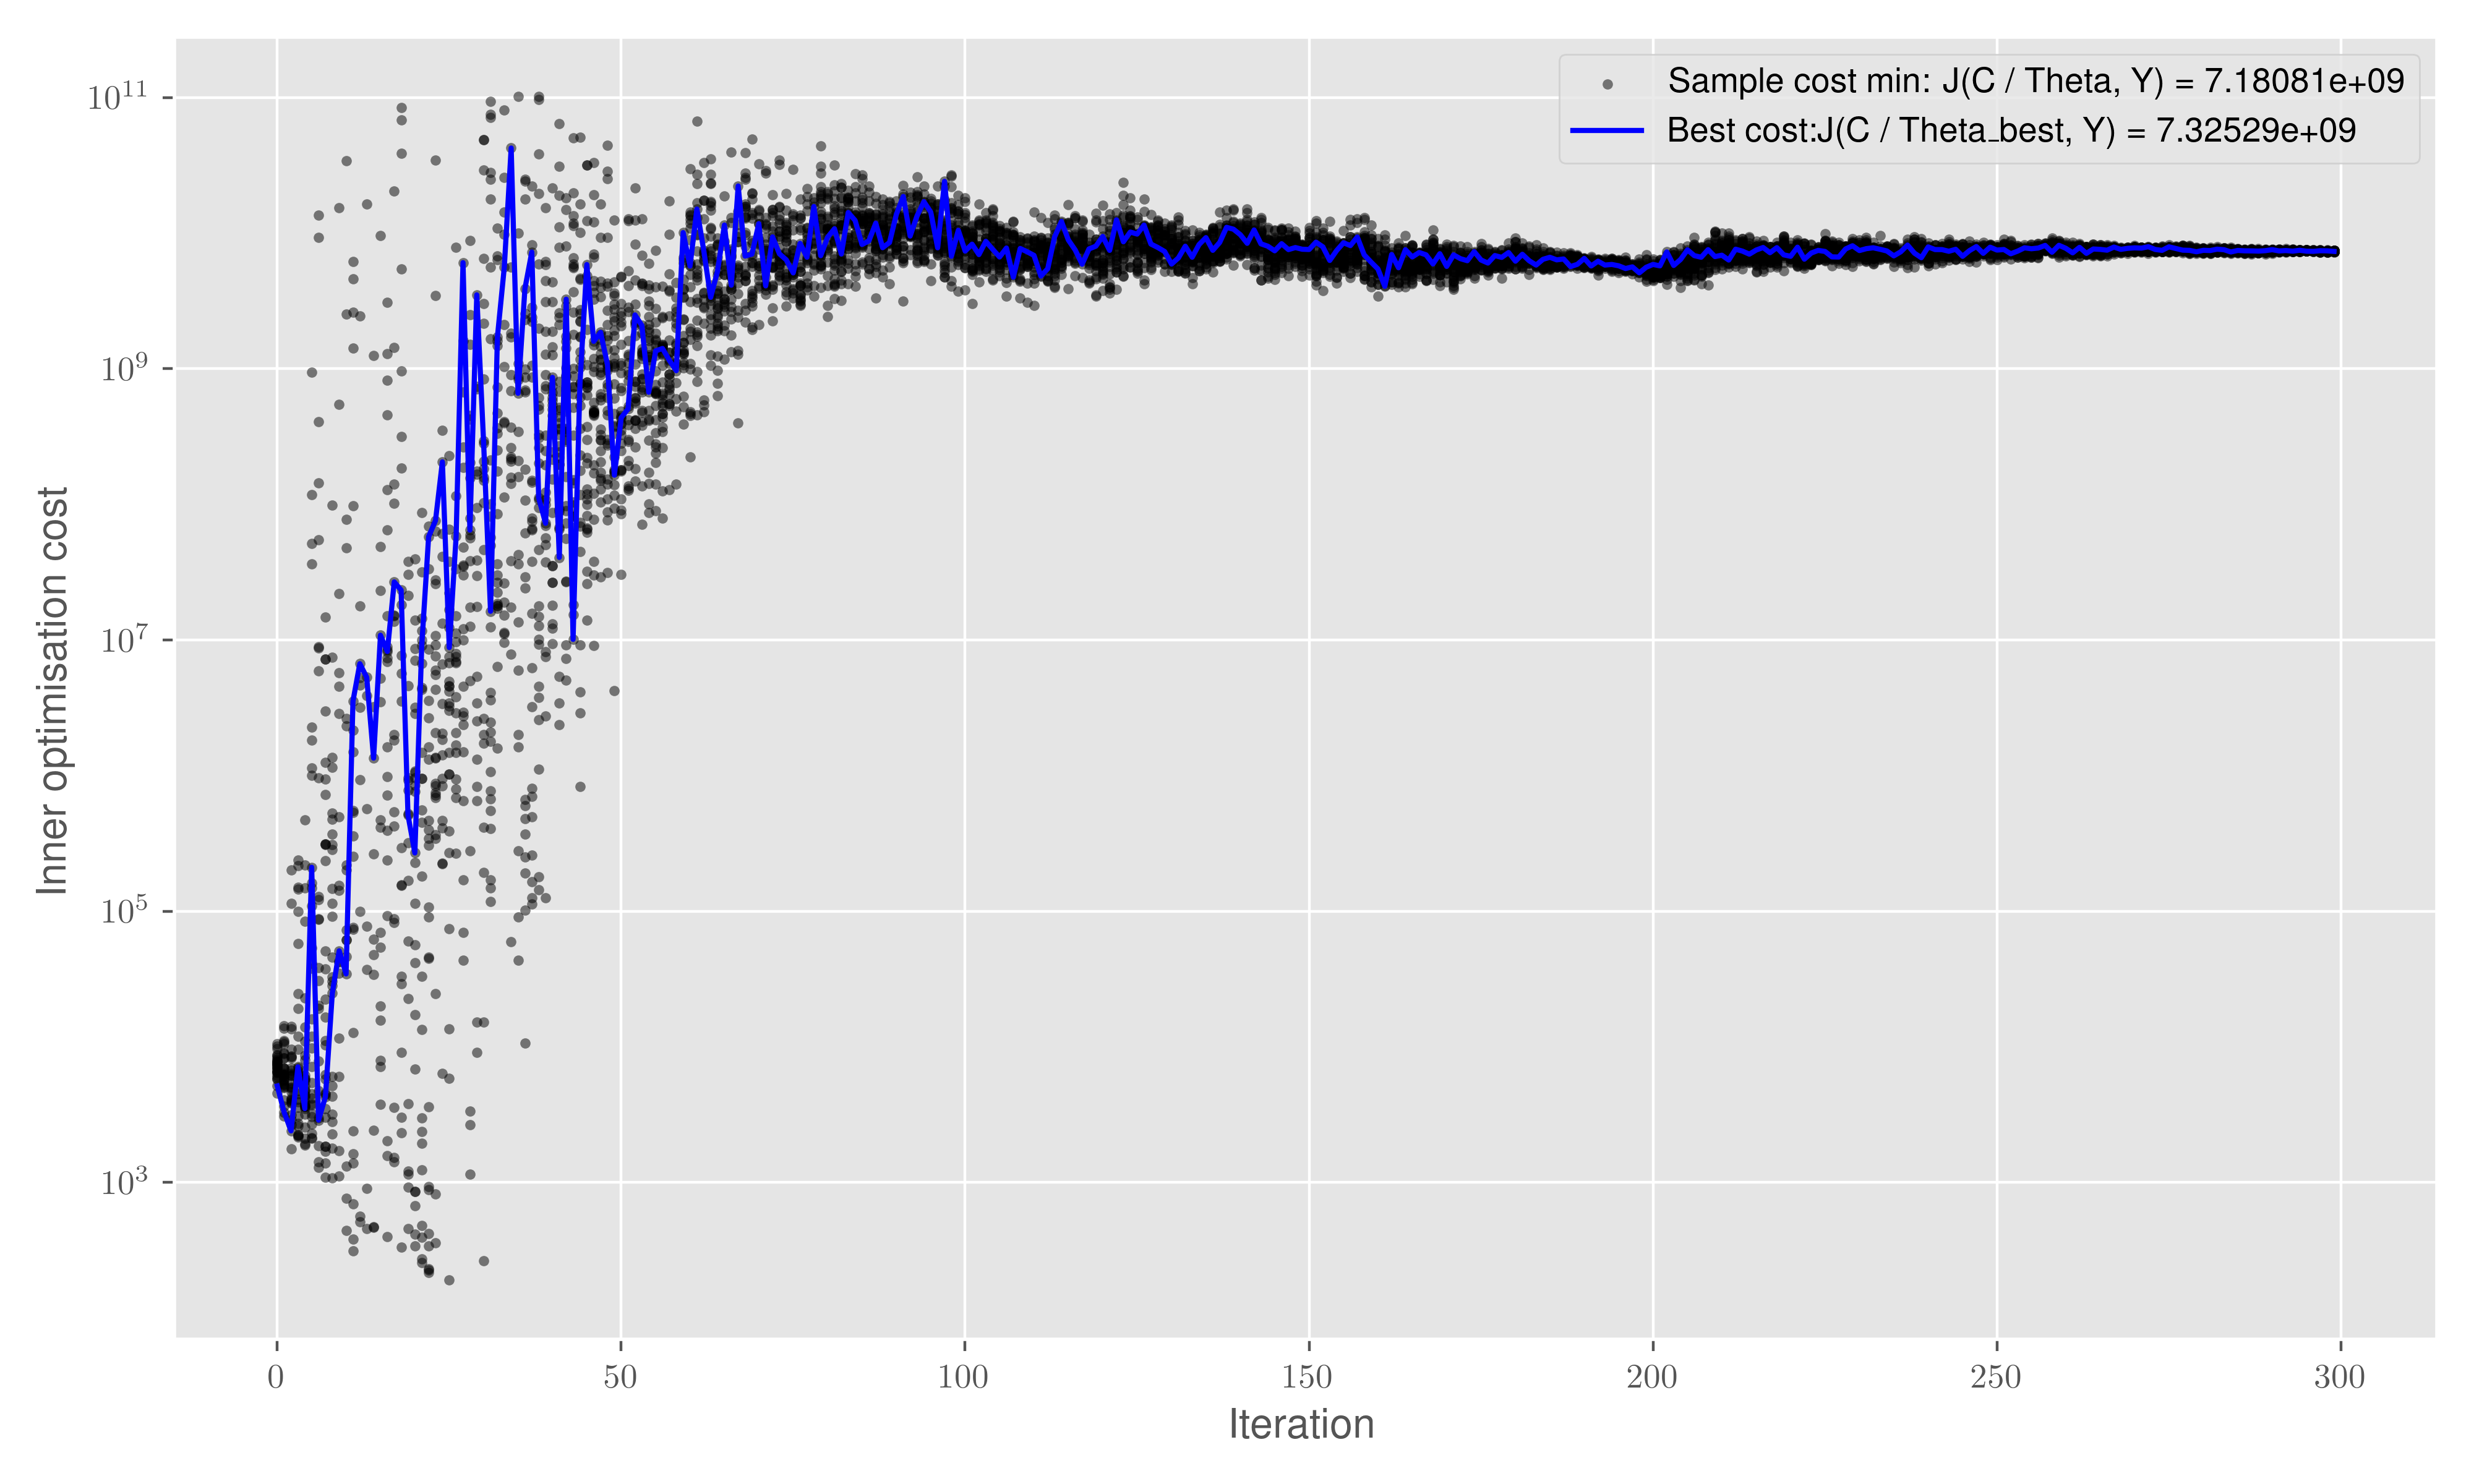 Sample cost min: J(C / Theta, Y) = 7.18081e+09
Best cost:J(C / Theta_best, Y) = 7.32529e+09
Inner optimisation cost
10^11
10^9
10^7
10^5
10^3
0 50 100 150 200 250 300
Iteration